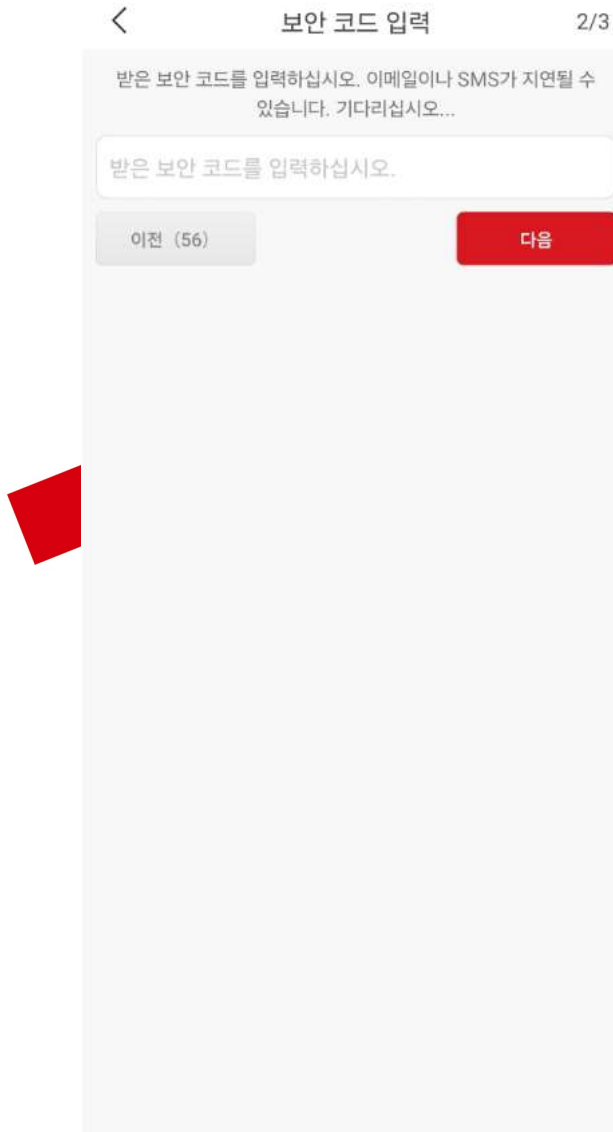 보안 코드 입력 2/3
받은 보안 코드를 입력하십시오. 이메일이나 SMS가 지연될 수
있습니다. 기다리십시오...
받은 보안 코드를 입력하십시오.
이전 (56) 다음